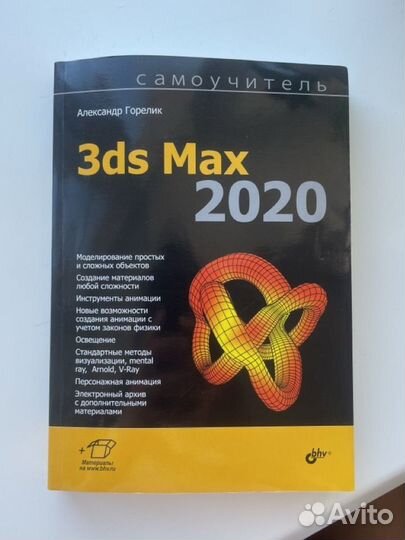 самоучитель
Александр Горелик
3ds Max
2020
Моделирование простых
и сложных объектов
Создание материалов
любой сложности
Инструменты анимации
Новые возможности
создания анимации с
учетом законов физики
Освещение
Стандартные методы
визуализации, mental
ray, Arnold, V-Ray
Персонажная анимация
Электронный архив
с дополнительными
материалами
+
Материалы
на www.bhv.ru
bhv®
Avito